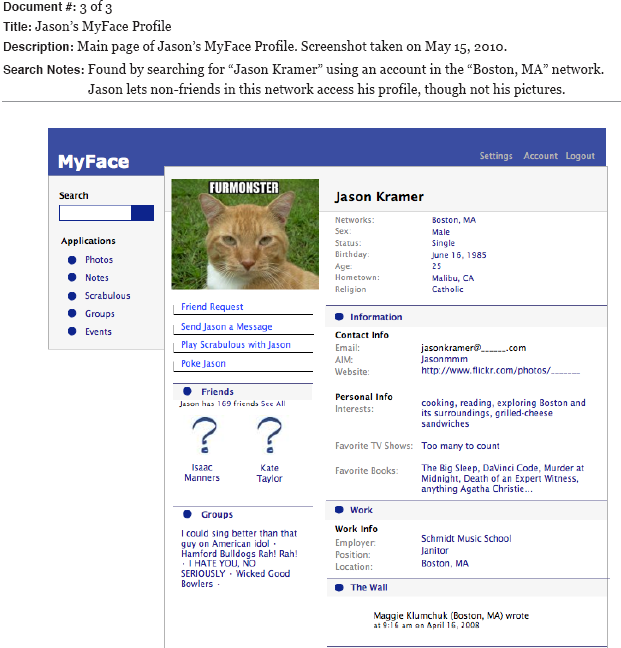 Document #: 3 of 3
Title: Jason's MyFace Profile
Description: Main page of Jason's MyFace Profile. Screenshot taken on May 15, 2010.
Search Notes: Found by searching for "Jason Kramer" using an account in the "Boston, MA" network.
Jason lets non-friends in this network access his profile, though not his pictures.
MyFace
Settings Account Logout
Search
Applications
Photos
Notes
Scrabulous
Groups
Events
FURMONSTER
Friend Request
Send Jason a Message
Play Scrabulous with Jason
Poke Jason
Friends
Jason has 169 friends See All
? ?
Isaac Kate
Manners Taylor
Groups
I could sing better than that
guy on American idol ·
Hamford Bulldogs Rah! Rah!
· I HATE YOU, NO
SERIOUSLY · Wicked Good
Bowlers ·
Jason Kramer
Networks: Boston, MA
Sex: Male
Status: Single
Birthday: June 16, 1985
Age: 25
Hometown: Malibu, CA
Religion Catholic
Information
Contact Info
Email: jasonkramer@______.com
AIM: Jasonmmm
Website: http://www.flickr.com/photos/______
Personal Info
Interests: cooking, reading, exploring Boston and
its surroundings, grilled-cheese
sandwiches
Favorite TV Shows: Too many to count
Favorite Books: The Big Sleep, DaVinci Code, Murder at
Midnight, Death of an Expert Witness,
anything Agatha Christie...
Work
Work Info
Employer: Schmidt Music School
Position: Janitor
Location: Boston, MA
The Wall
Maggie Klumchuk (Boston, MA) wrote
at 9:16 am on April 16, 2008